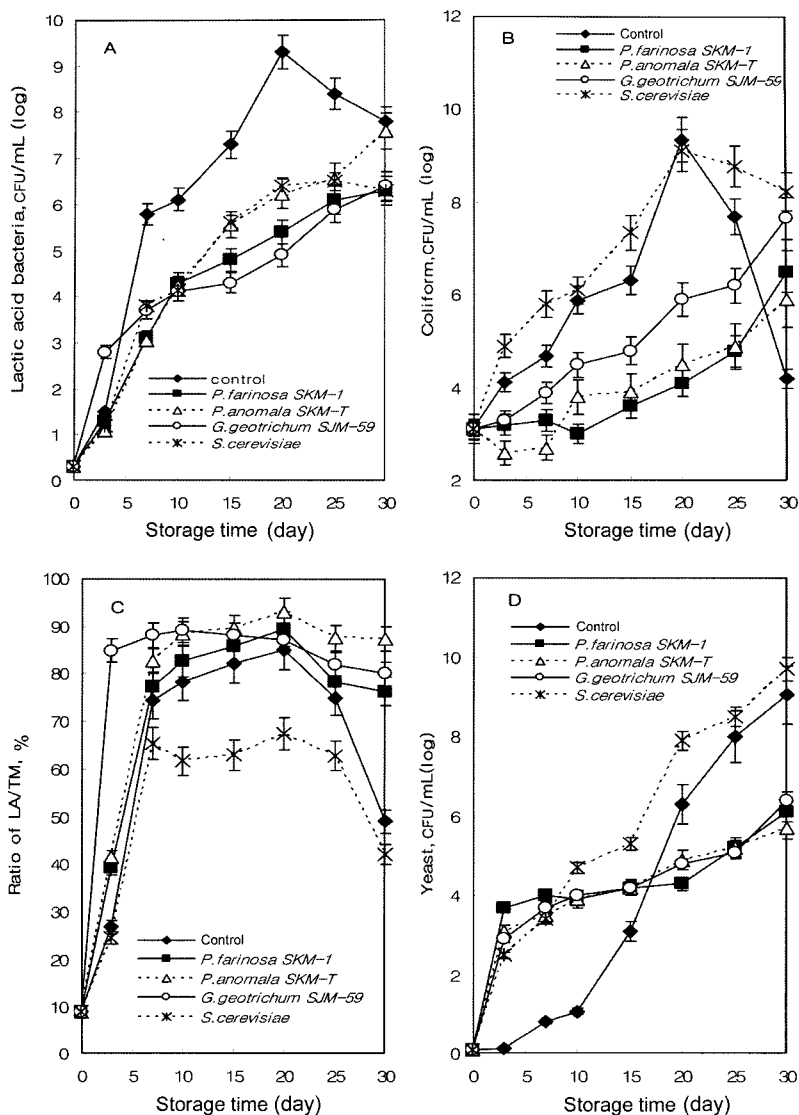 A
Lactic acid bacteria, CFU/mL (log)
10
9
8
7
6
5
4
3
2
1
0
control
P.farinosa SKM-1
P.anomala SKM-T
G.geotrichum SJM-59
S.cerevisiae
0 5 10 15 20 25 30
Storage time (day)
B
Coliform, CFU/mL (log)
12
10
8
6
4
2
Control
P.farinosa SKM-1
P.anomala SKM-T
G.geotrichum SJM-59
S.cerevisiae
0 5 10 15 20 25 30
Storage time (day)
C
Ratio of LA/TM, %
100
90
80
70
60
50
40
30
20
10
0
Control
P.farinosa SKM-1
P.anomala SKM-T
G.geotrichum SJM-59
S.cerevisiae
0 5 10 15 20 25 30
Storage time (day)
D
Yeast, CFU/mL(log)
12
10
8
6
4
2
0
Control
P.farinosa SKM-1
P.anomala SKM-T
G.geotrichum SJM-59
S.cerevisiae
0 5 10 15 20 25 30
Storage time (day)